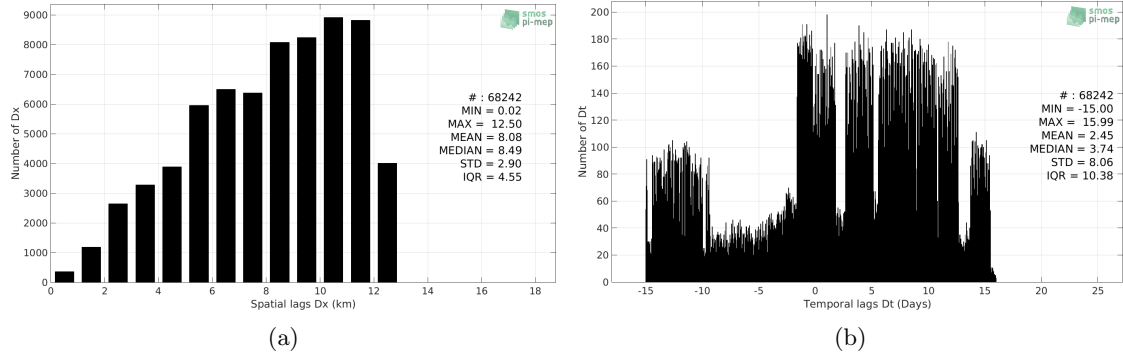 9000
8000
7000
6000
5000
4000
3000
2000
1000
0
Number of Dx
smos
pi-mep
# : 68242
MIN = 0.02
MAX = 12.50
MEAN = 8.08
MEDIAN = 8.49
STD = 2.90
IQR = 4.55
0 2 4 6 8 10 12 14 16 18
Spatial lags Dx (km)
(a)
200
180
160
140
120
100
80
60
40
20
0
Number of Dt
smos
pi-mep
# : 68242
MIN = -15.00
MAX = 15.99
MEAN = 2.45
MEDIAN = 3.74
STD = 8.06
IQR = 10.38
-15 -10 -5 0 5 10 15 20 25
Temporal lags Dt (Days)
(b)